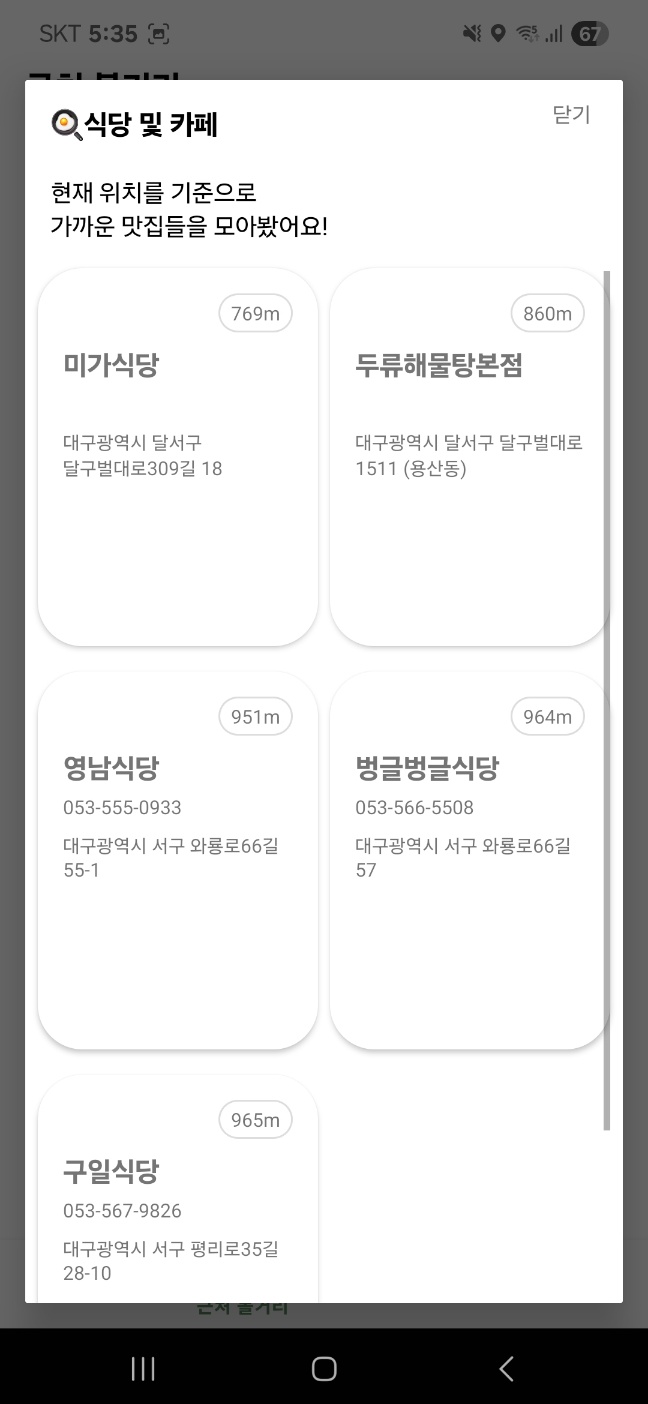 SKT 5:35
67
식당 및 카페
닫기
현재 위치를 기준으로
가까운 맛집들을 모아봤어요!
769m
미가식당
대구광역시 달서구
달구벌대로309길 18
860m
두류해물탕본점
대구광역시 달서구 달구벌대로
1511 (용산동)
951m
영남식당
053-555-0933
대구광역시 서구 와룡로66길
55-1
964m
벙글벙글식당
053-566-5508
대구광역시 서구 와룡로66길
57
965m
구일식당
053-567-9826
대구광역시 서구 평리로35길
28-10